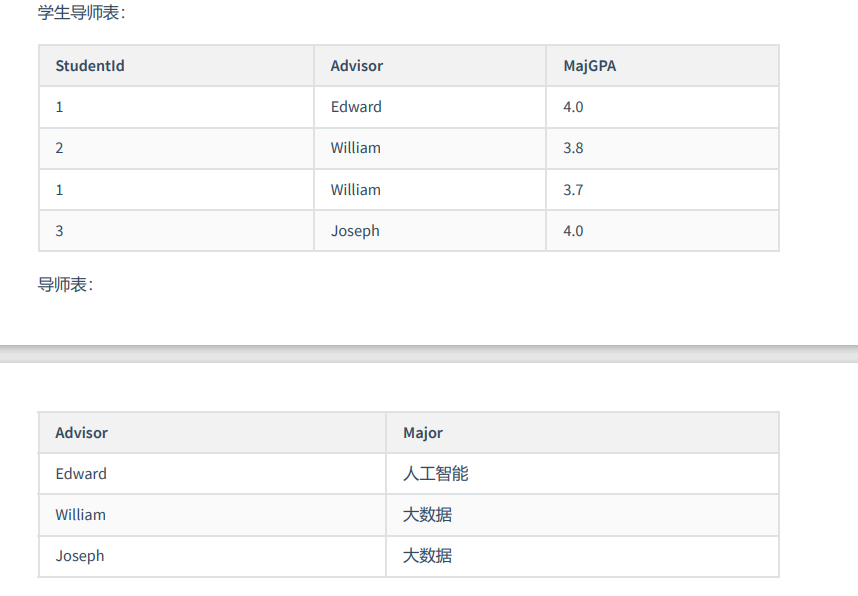 学生导师表：
StudentId Advisor MajGPA
1 Edward 4.0
2 William 3.8
1 William 3.7
3 Joseph 4.0
导师表：
Advisor Major
Edward 人工智能
William 大数据
Joseph 大数据